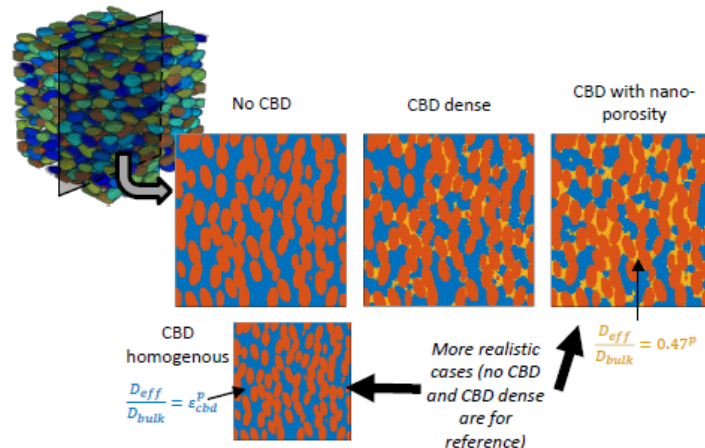 No CBD
CBD dense
CBD with nano-
porosity
CBD
homogenous
D_eff/D_bulk = ε_cbd^p
More realistic
cases (no CBD
and CBD dense
are for
reference)
D_eff/D_bulk = 0.47^p